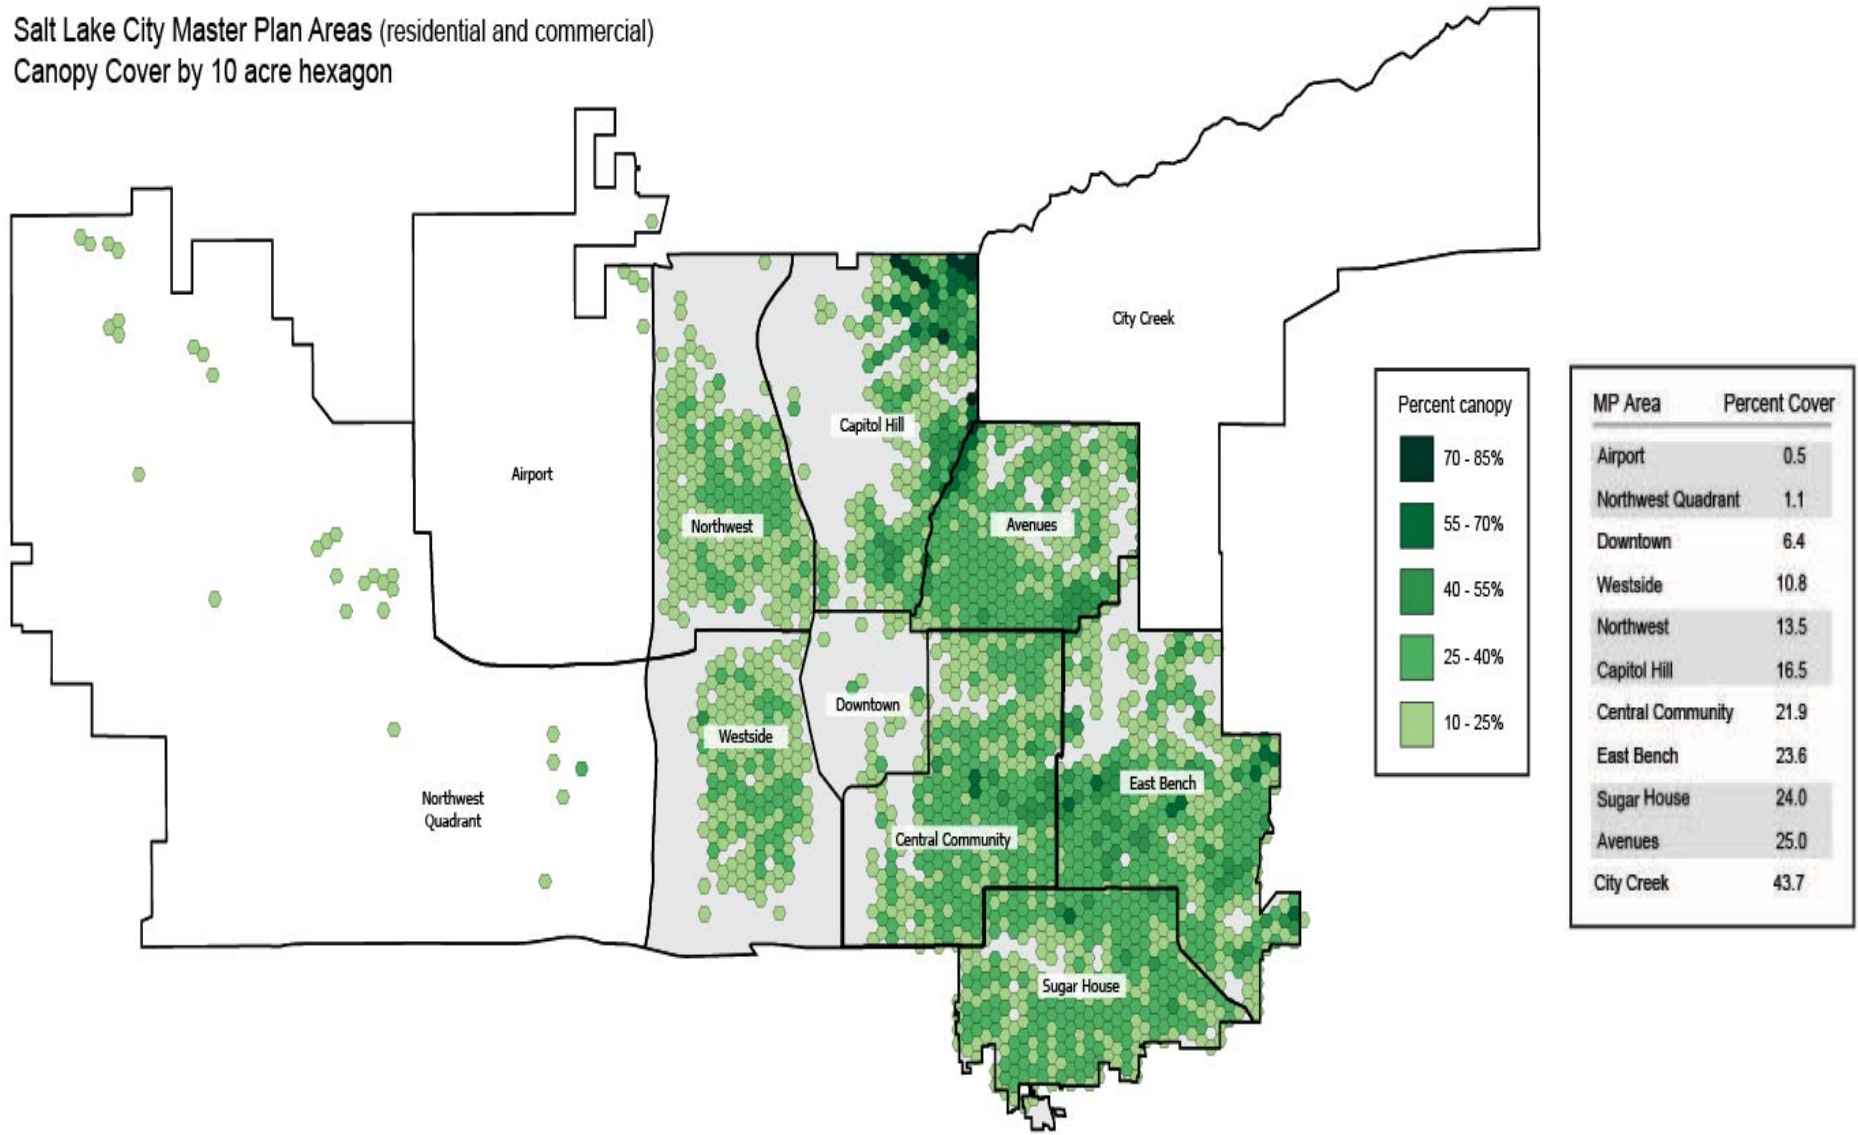 Salt Lake City Master Plan Areas (residential and commercial)
Canopy Cover by 10 acre hexagon
City Creek
Capitol Hill
Airport
Northwest
Avenues
Downtown
Westside
East Bench
Northwest
Quadrant
Central Community
Sugar House
Percent canopy
70 - 85%
55 - 70%
40 - 55%
25 - 40%
10 - 25%
MP Area Percent Cover
Airport 0.5
Northwest Quadrant 1.1
Downtown 6.4
Westside 10.8
Northwest 13.5
Capitol Hill 16.5
Central Community 21.9
East Bench 23.6
Sugar House 24.0
Avenues 25.0
City Creek 43.7